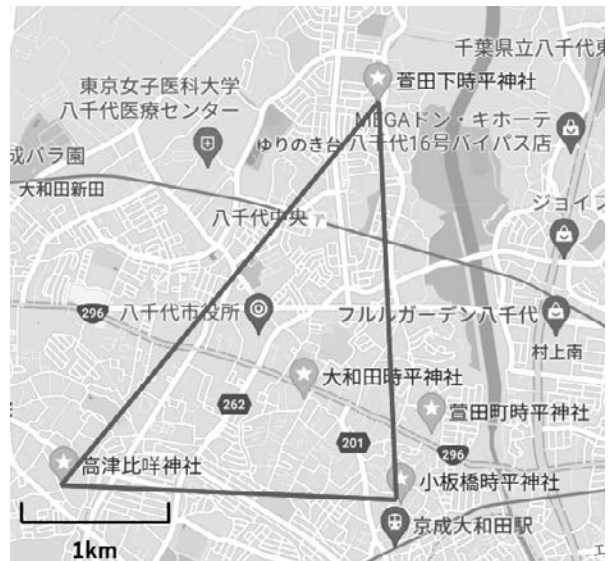 千葉県立八千代東
萱田下時平神社
東京女子医科大学
八千代医療センター
MEGAドン・キホーテ
八千代16号バイパス店
ゆりのき台
成バラ園
大和田新田
ジョイフ
八千代中央
296
八千代市役所
フルルガーデン八千代
村上南
大和田時平神社
262
萱田町時平神社
201
296
高津比咩神社
小板橋時平神社
京成大和田駅
1km